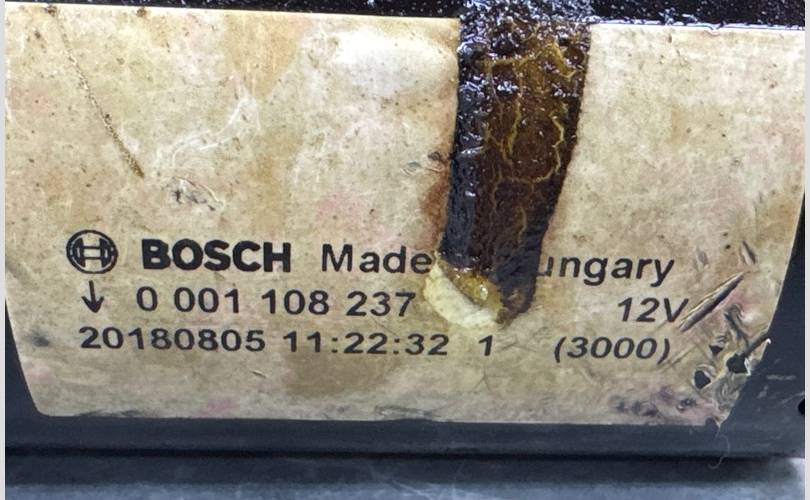 BOSCH Made ungary
↓ 0 001 108 237 12V
20180805 11:22:32 1 (3000)